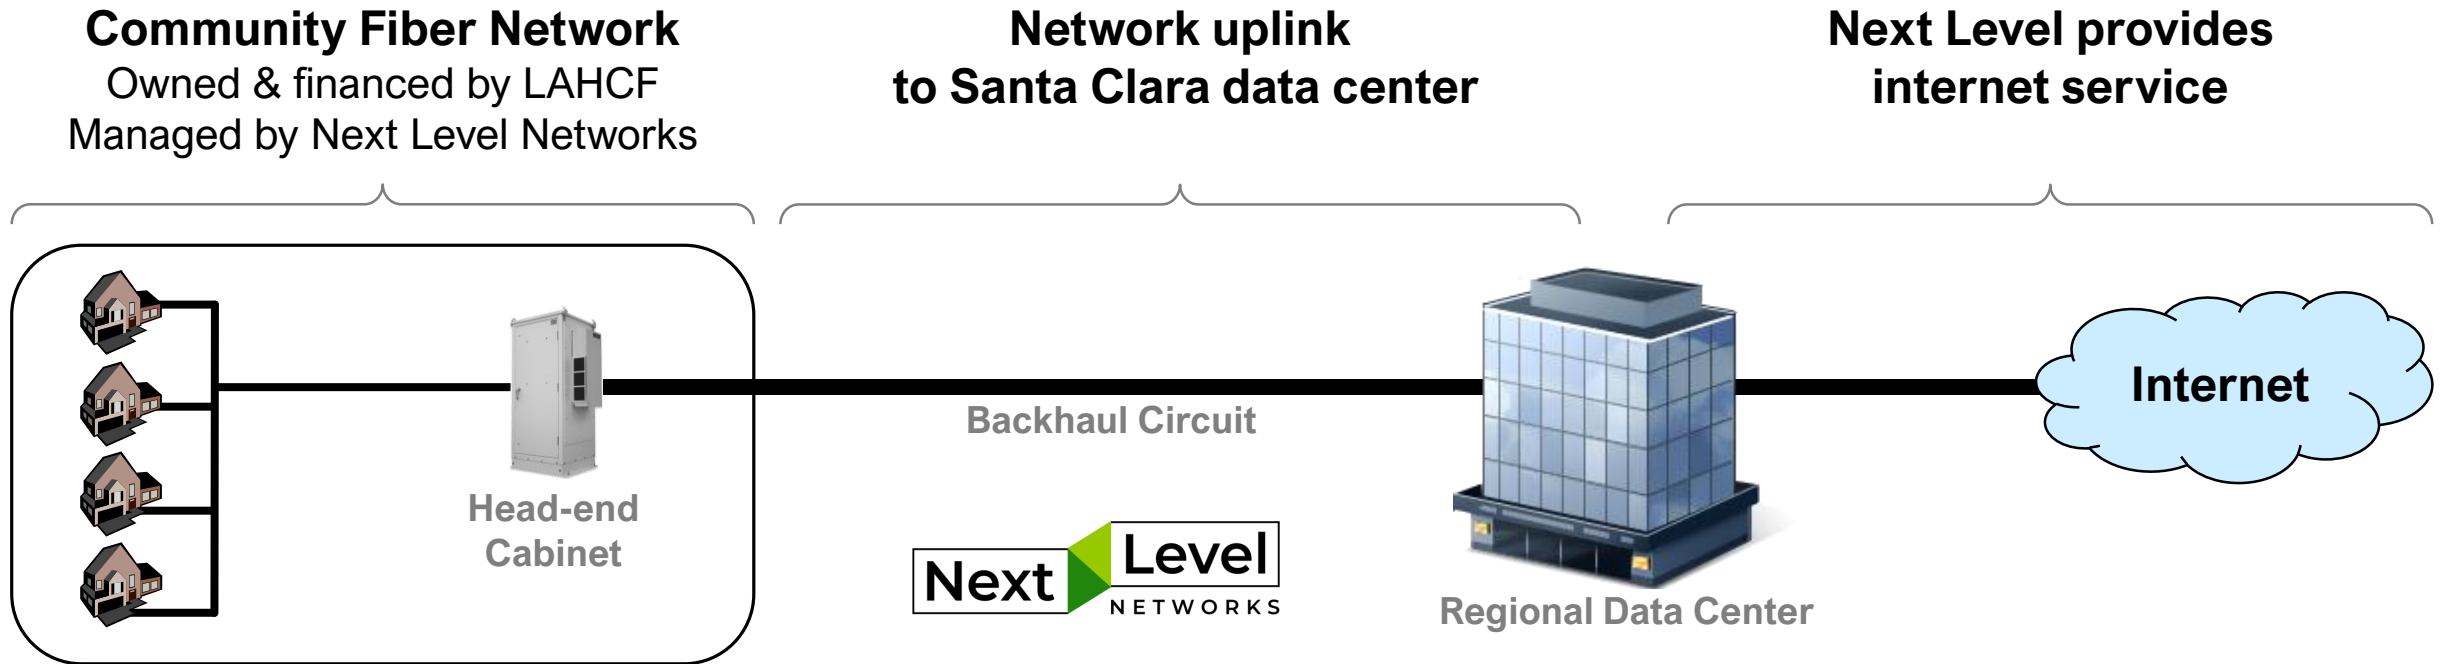 Community Fiber Network
Owned & financed by LAHCF
Managed by Next Level Networks
Network uplink
to Santa Clara data center
Next Level provides
internet service
Head-end
Cabinet
Backhaul Circuit
Next Level
NETWORKS
Regional Data Center
Internet